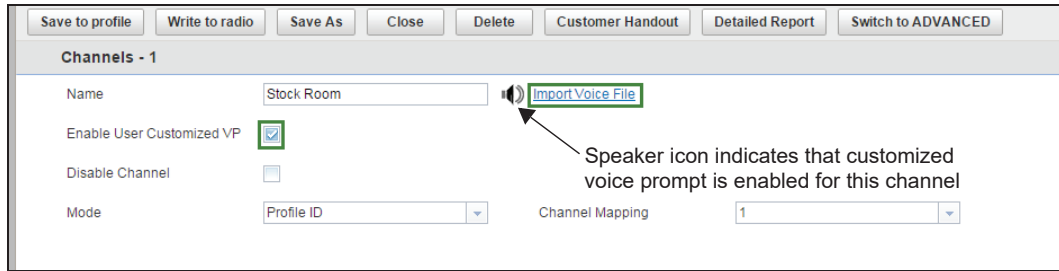 Save to profile Write to radio Save As Close Delete Customer Handout Detailed Report Switch to ADVANCED
Channels - 1
Name Stock Room Import Voice File
Enable User Customized VP
Speaker icon indicates that customized
voice prompt is enabled for this channel
Disable Channel
Mode Profile ID Channel Mapping 1